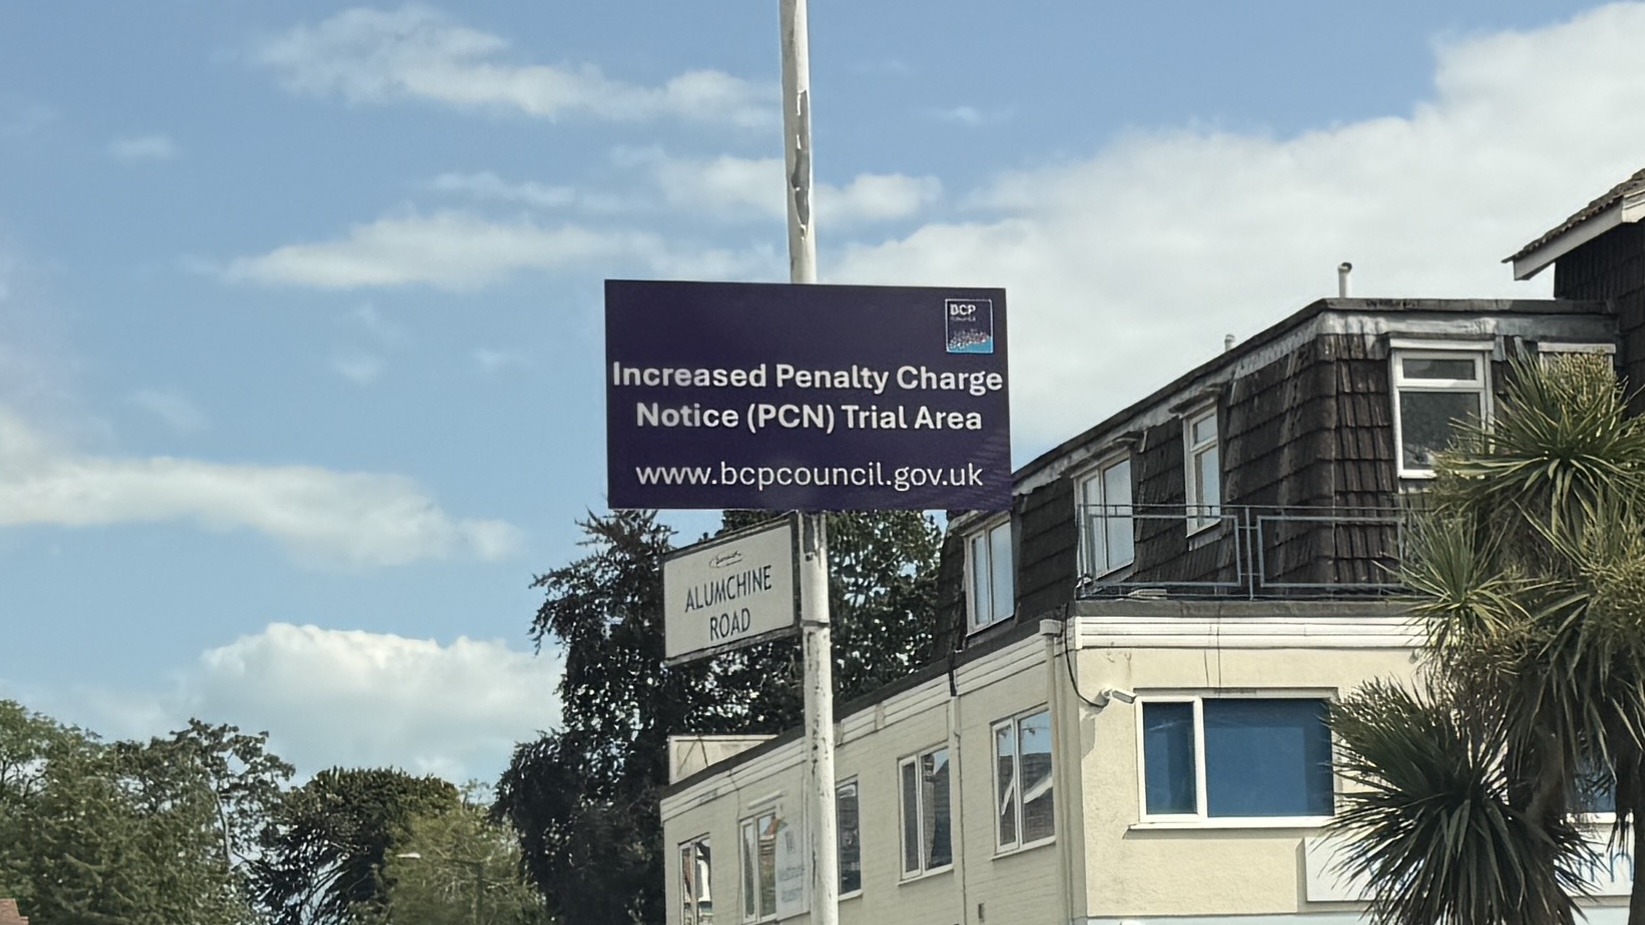 BCP
Increased Penalty Charge
Notice (PCN) Trial Area
www.bcpcouncil.gov.uk
ALUMCHINE
ROAD